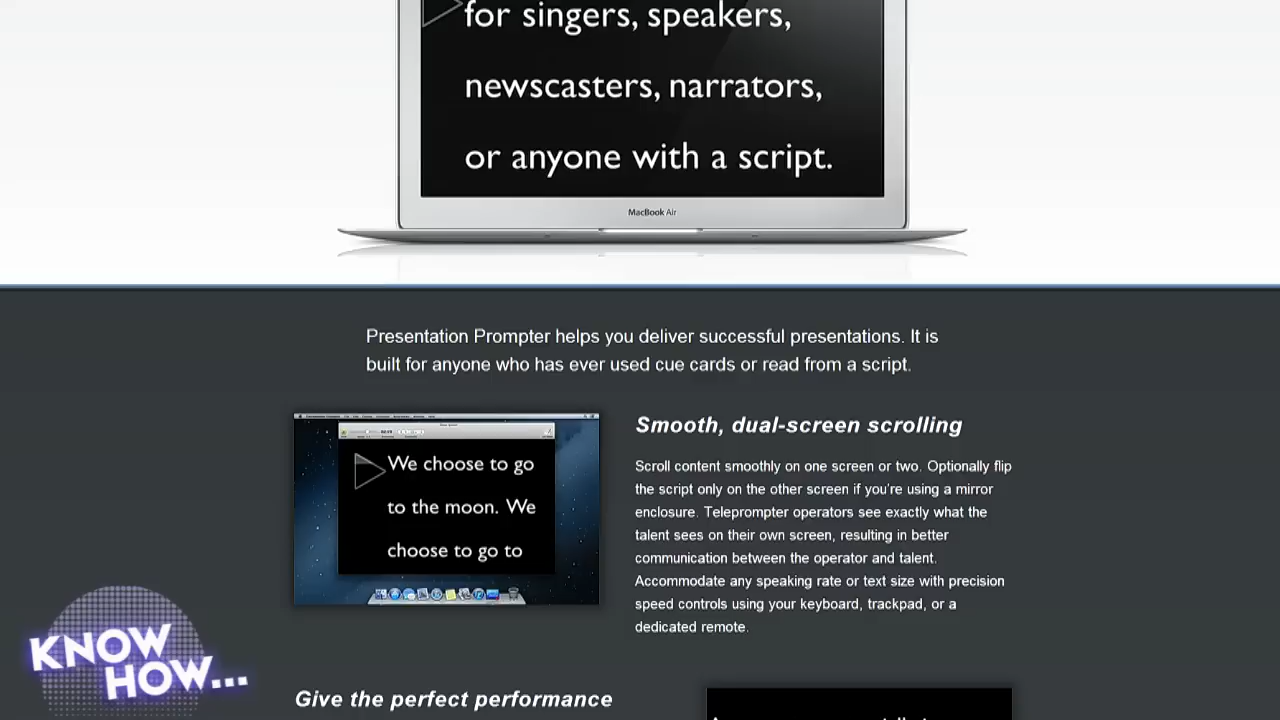 for singers, speakers,
newscasters, narrators,
or anyone with a script.
MacBook Air
Presentation Prompter helps you deliver successful presentations. It is
built for anyone who has ever used cue cards or read from a script.
We choose to go
to the moon. We
choose to go to
Smooth, dual-screen scrolling
Scroll content smoothly on one screen or two. Optionally flip
the script only on the other screen if you're using a mirror
enclosure. Teleprompter operators see exactly what the
talent sees on their own screen, resulting in better
communication between the operator and talent.
Accommodate any speaking rate or text size with precision
speed controls using your keyboard, trackpad, or a
dedicated remote.
KNOW
HOW...
Give the perfect performance